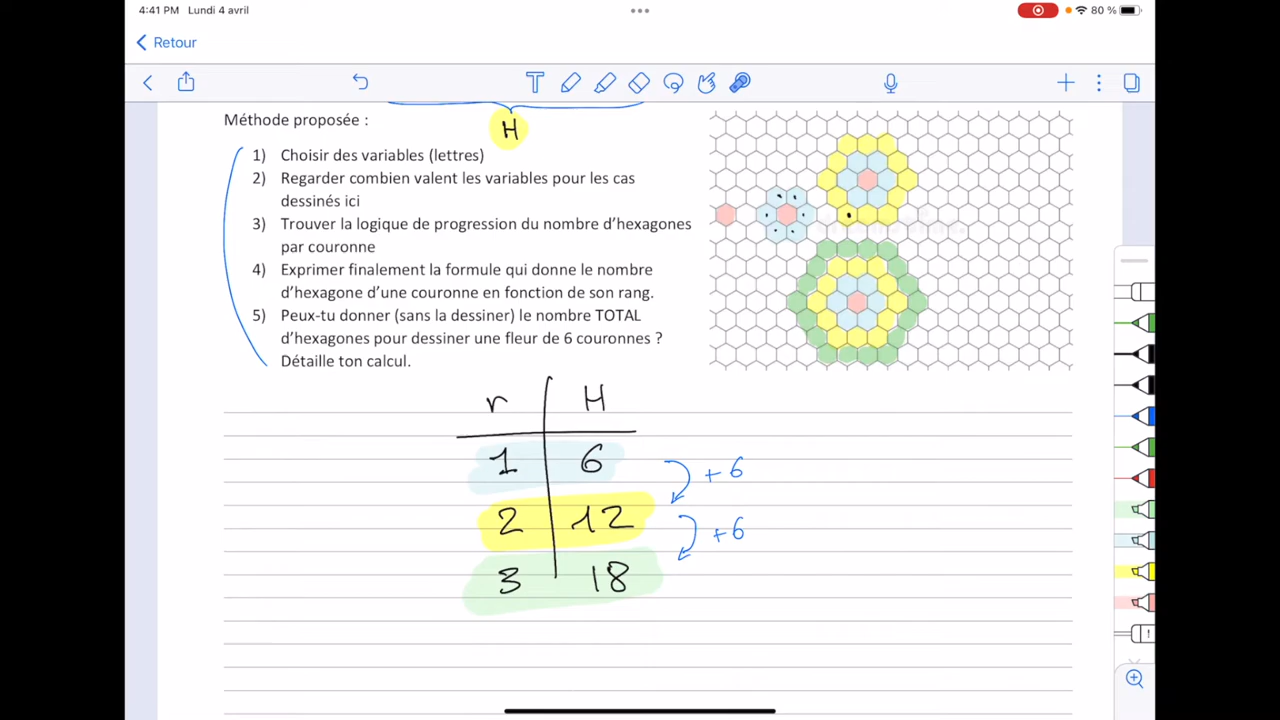 4:41 PM Lundi 4 avril
80 %
Retour
H
Méthode proposée :
1) Choisir des variables (lettres)
2) Regarder combien valent les variables pour les cas
dessinés ici
3) Trouver la logique de progression du nombre d’hexagones
par couronne
4) Exprimer finalement la formule qui donne le nombre
d’hexagone d’une couronne en fonction de son rang.
5) Peux-tu donner (sans la dessiner) le nombre TOTAL
d’hexagones pour dessiner une fleur de 6 couronnes ?
Détaille ton calcul.
r H
1 6
+6
2 12
+6
3 18